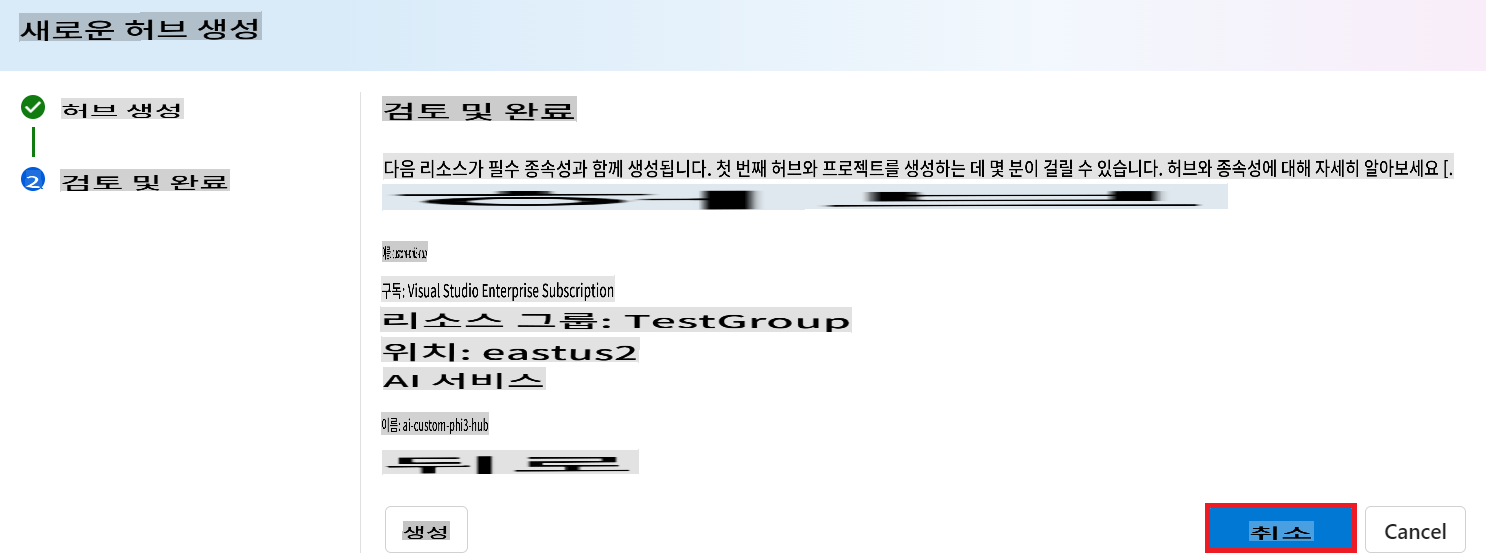 새로운 허브 생성
허브 생성
2
검토 및 완료
검토 및 완료
다음 리소스가 필수 종속성과 함께 생성됩니다. 첫 번째 허브와 프로젝트를 생성하는 데 몇 분이 걸릴 수 있습니다. 허브와 종속성에 대해 자세히 알아보세요 [.
구독: Visual Studio Enterprise Subscription
리소스 그룹: TestGroup
위치: eastus2
AI 서비스
이름: ai-custom-phi3-hub
뒤로
생성
취소
Cancel